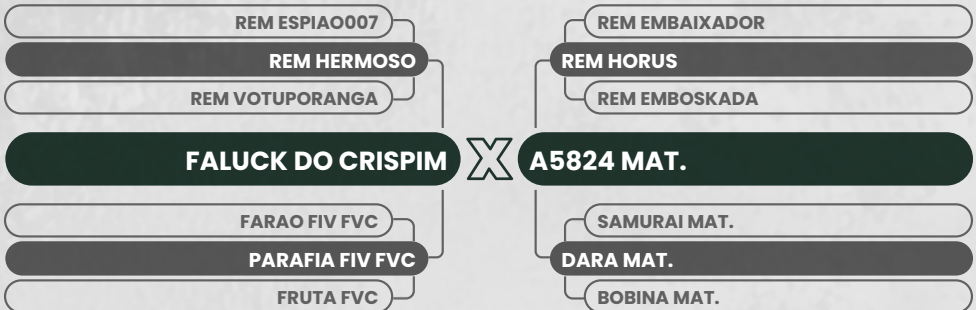 REM ESPIAO007
REM HERMOSO
REM VOTUPORANGA
FALUCK DO CRISPIM
FARAO FIV FVC
PARAFIA FIV FVC
FRUTA FVC
X
REM EMBAIXADOR
REM HORUS
REM EMBOSKADA
A5824 MAT.
SAMURAI MAT.
DARA MAT.
BOBINA MAT.